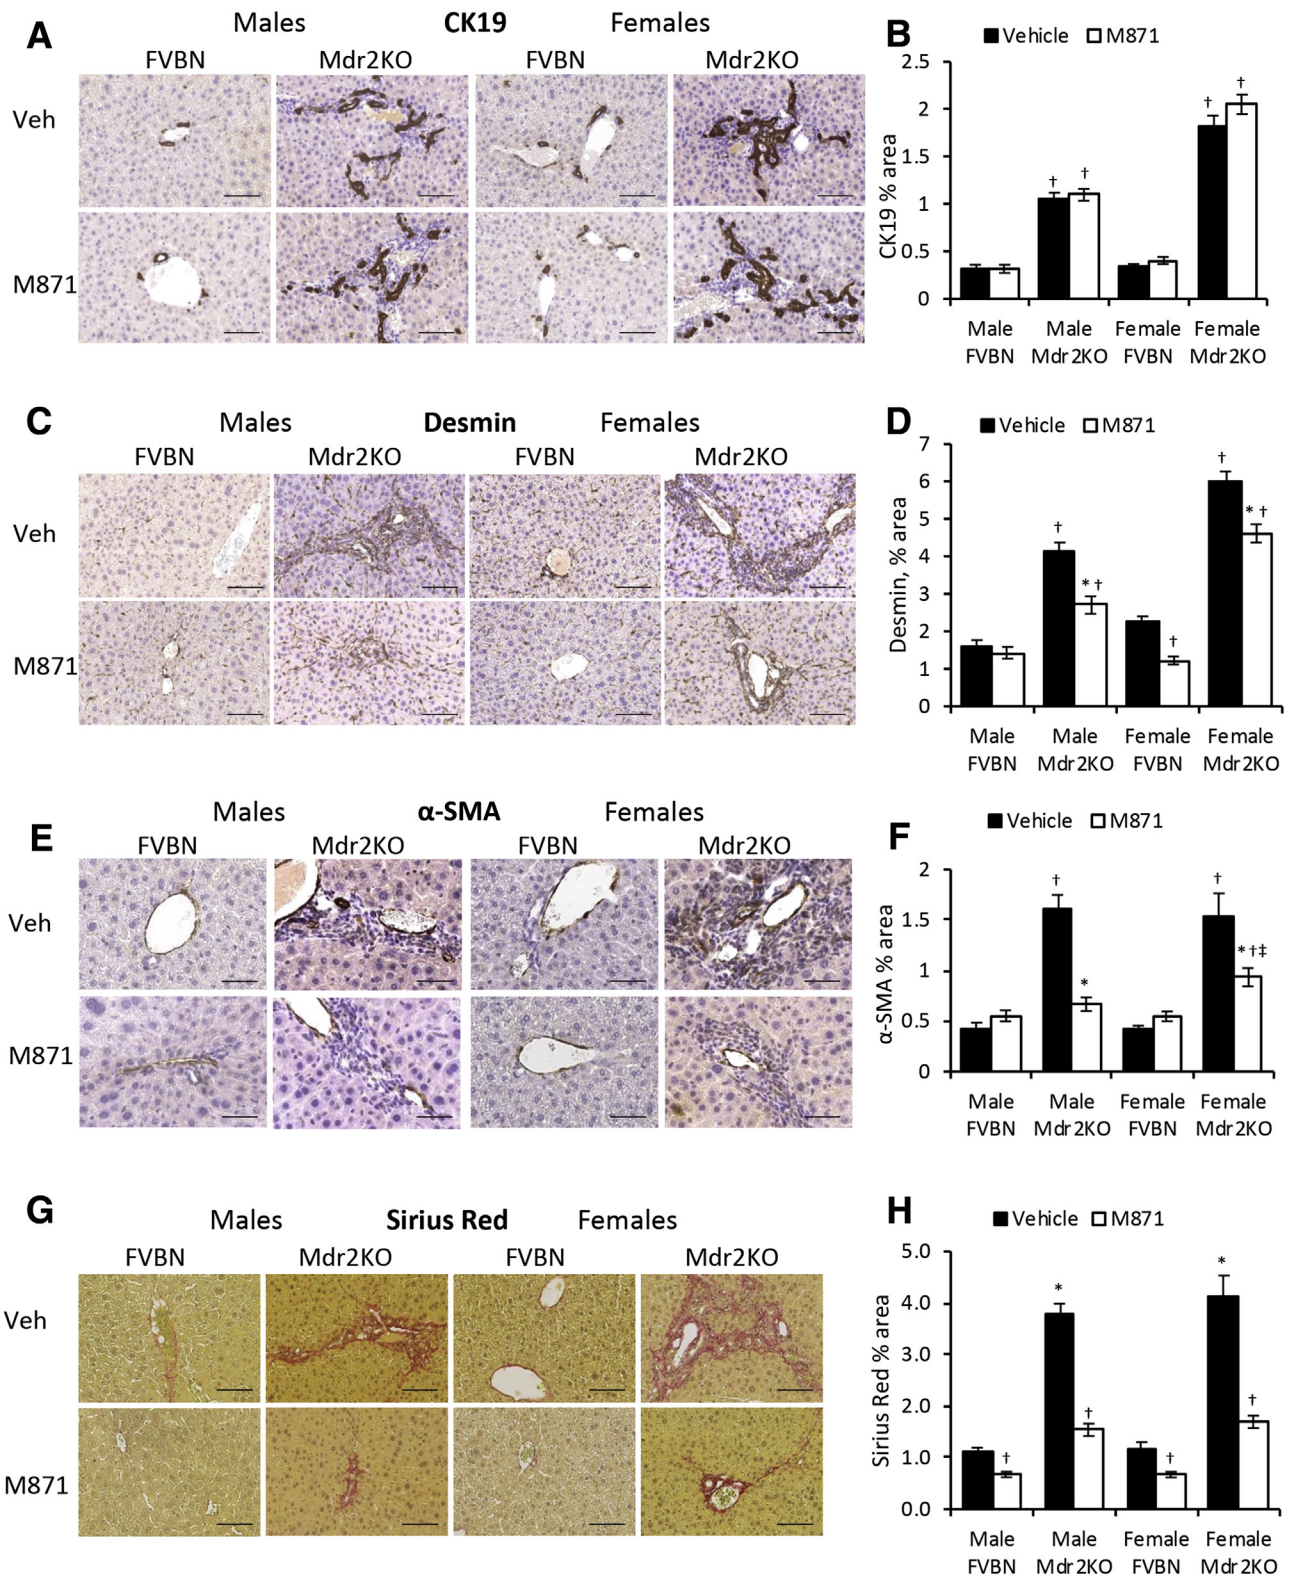 A
Males CK19 Females
FVBN Mdr2KO FVBN Mdr2KO
Veh
M871
B
Vehicle M871
CK19 % area
2.5
2
1.5
1
0.5
0
† † † †
Male Male Female Female
FVBN Mdr2KO FVBN Mdr2KO
C
Males Desmin Females
FVBN Mdr2KO FVBN Mdr2KO
Veh
M871
D
Vehicle M871
Desmin, % area
7
6
5
4
3
2
1
0
† *† † † *†
Male Male Female Female
FVBN Mdr2KO FVBN Mdr2KO
E
Males α-SMA Females
FVBN Mdr2KO FVBN Mdr2KO
Veh
M871
F
Vehicle M871
α-SMA % area
2
1.5
1
0.5
0
† * † *†‡
Male Male Female Female
FVBN Mdr2KO FVBN Mdr2KO
G
Males Sirius Red Females
FVBN Mdr2KO FVBN Mdr2KO
Veh
M871
H
Vehicle M871
Sirius Red % area
5.0
4.0
3.0
2.0
1.0
0.0
† * † † * †
Male Male Female Female
FVBN Mdr2KO FVBN Mdr2KO